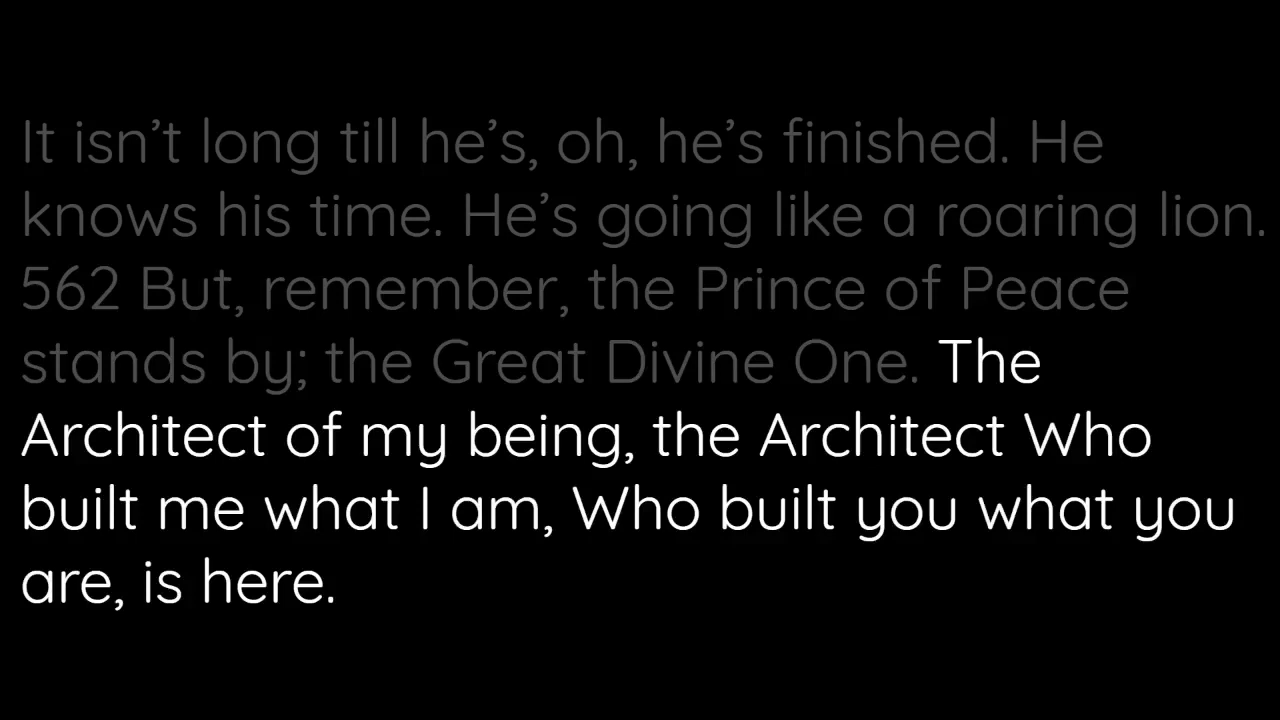 It isn’t long till he’s, oh, he’s finished. He
knows his time. He’s going like a roaring lion.
562 But, remember, the Prince of Peace
stands by; the Great Divine One. The
Architect of my being, the Architect Who
built me what I am, Who built you what you
are, is here.